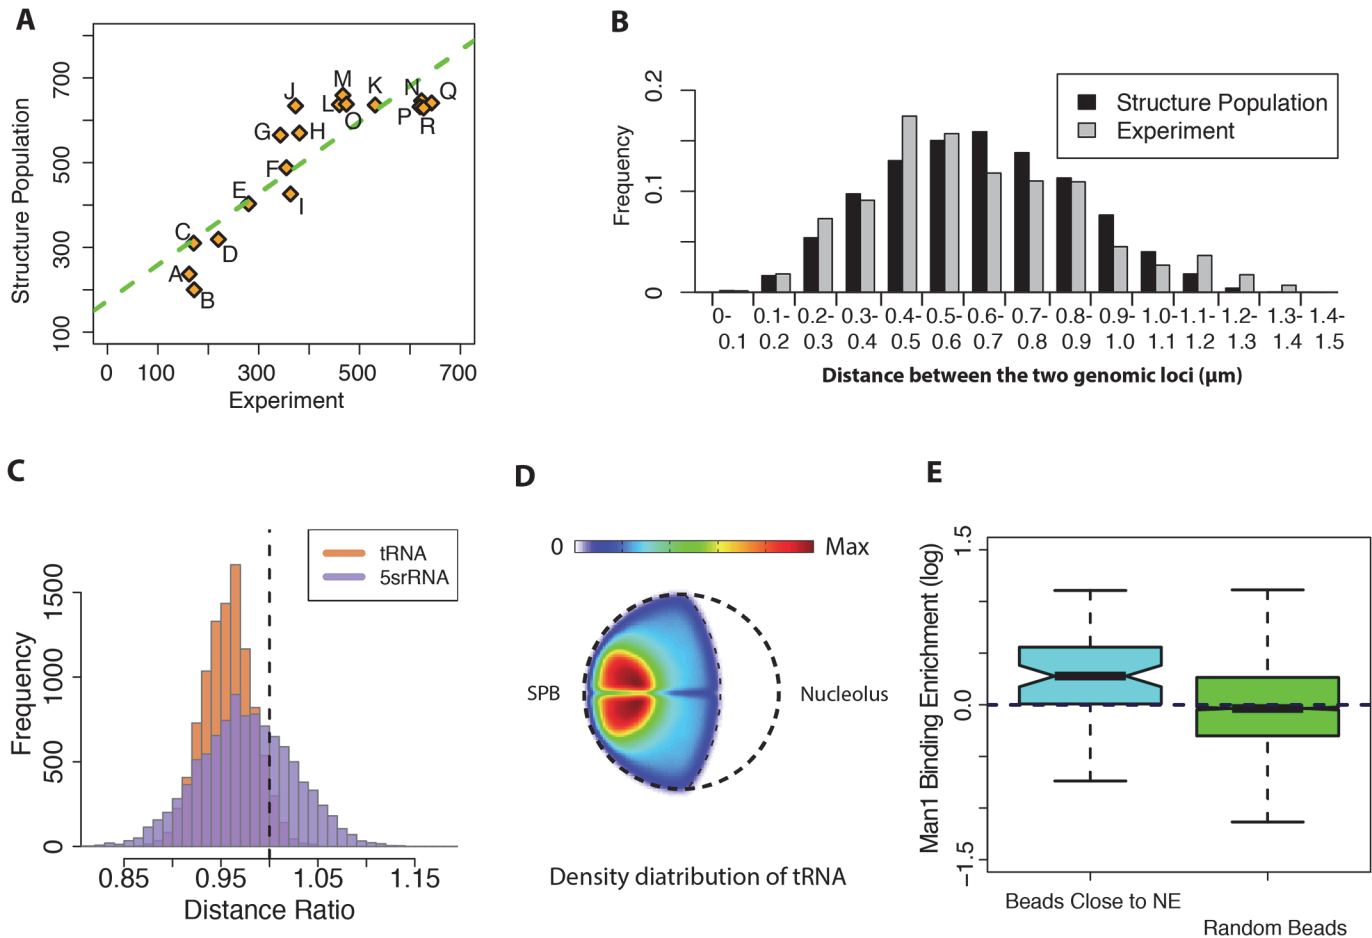 A
Structure Population
100
300
500
700
A
B
C
D
E
F
G
H
I
J
K
L
M
N
O
P
Q
R
0
100
300
500
700
Experiment
B
Frequency
0
0.1
0.2
Structure Population
Experiment
0- 0.1- 0.2- 0.3- 0.4- 0.5- 0.6- 0.7- 0.8- 0.9- 1.0- 1.1- 1.2- 1.3- 1.4-
0.1 0.2 0.3 0.4 0.5 0.6 0.7 0.8 0.9 1.0 1.1 1.2 1.3 1.4 1.5
Distance between the two genomic loci (μm)
C
Frequency
0
500
1000
1500
tRNA
5srRNA
0.85 0.95 1.05 1.15
Distance Ratio
D
0
Max
SPB
Nucleolus
Density diatribution of tRNA
E
Man1 Binding Enrichment (log)
−1.5
0.0
1.5
Beads Close to NE
Random Beads